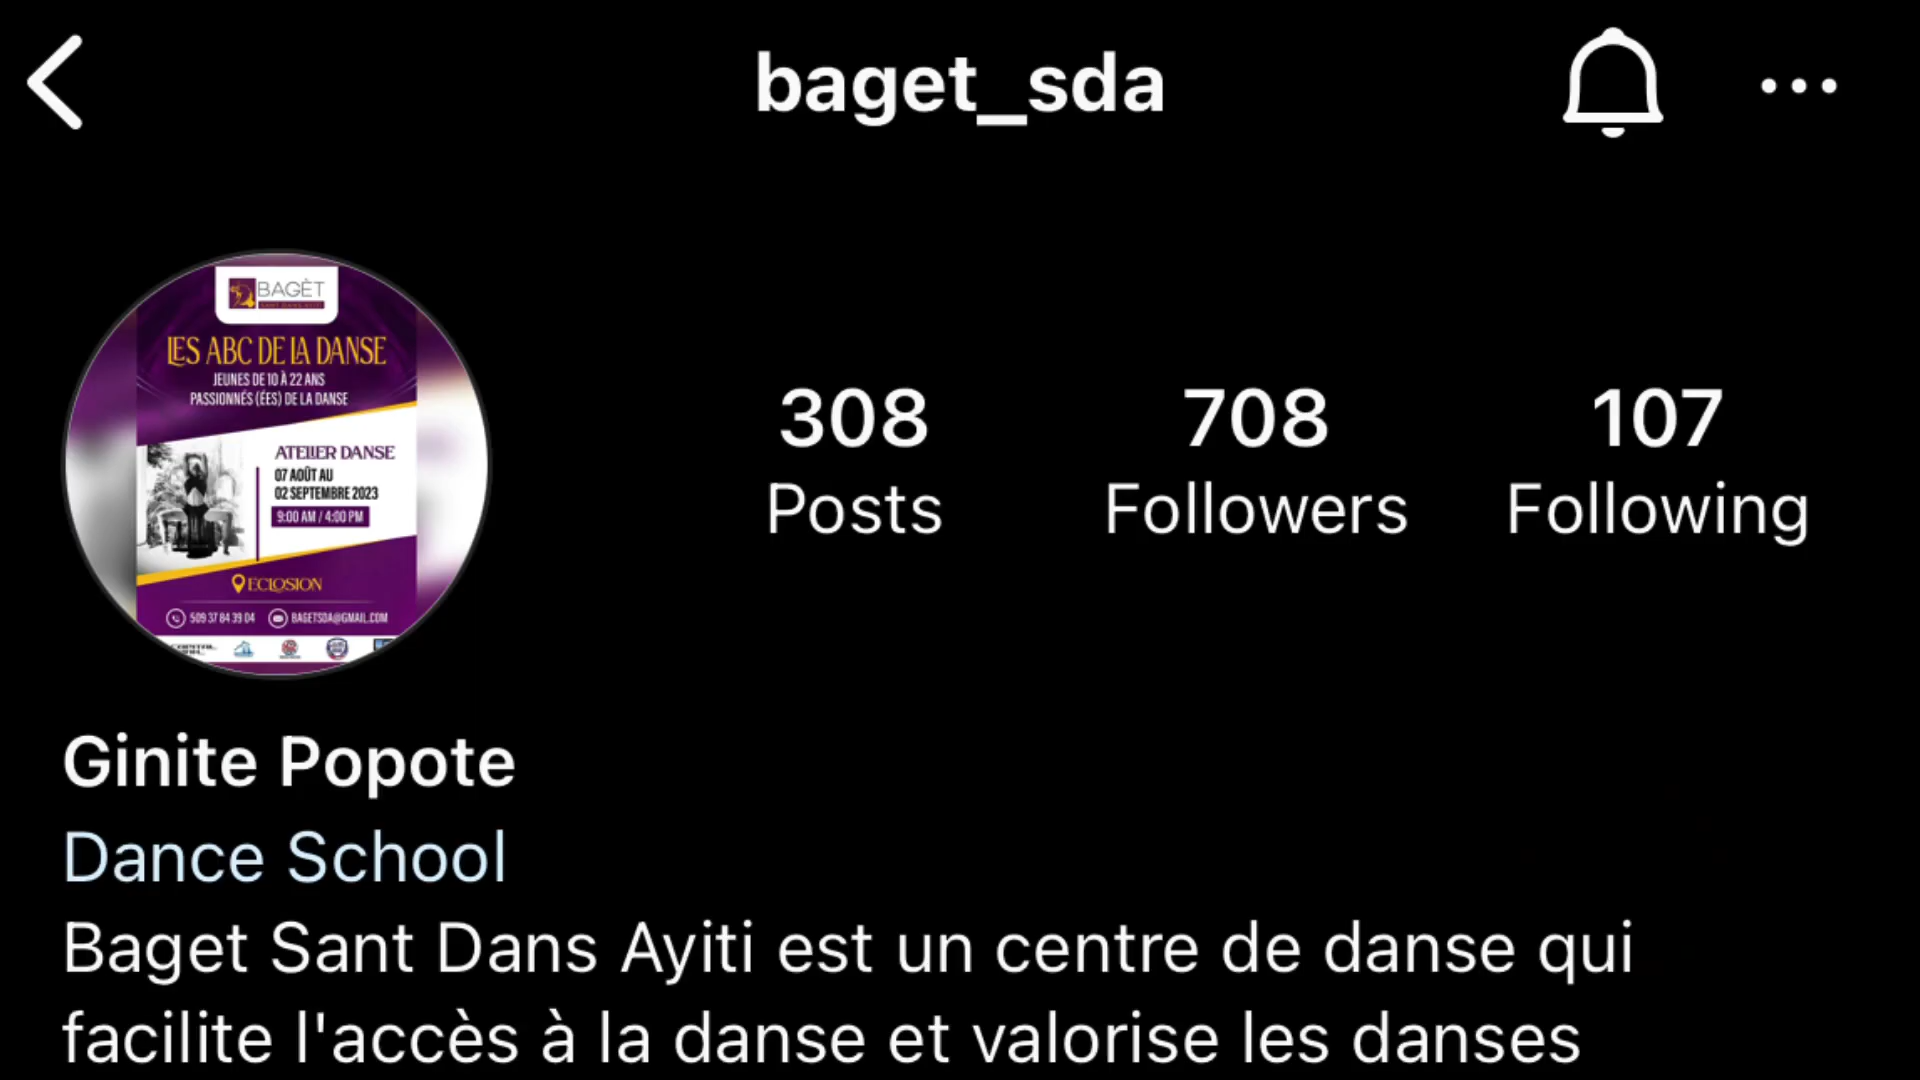 baget_sda
BAGÈT
LES ABC DE LA DANSE
JEUNES DE 10 À 22 ANS
PASSIONNÉS (ÉES) DE LA DANSE
ATELIER DANSE
07 AOÛT AU
02 SEPTEMBRE 2023
9:00 AM / 4:00 PM
ECLOSION
509 37 84 39 04 BAGETSDA@GMAIL.COM
308 708 107
Posts Followers Following
Ginite Popote
Dance School
Baget Sant Dans Ayiti est un centre de danse qui
facilite l'accès à la danse et valorise les danses